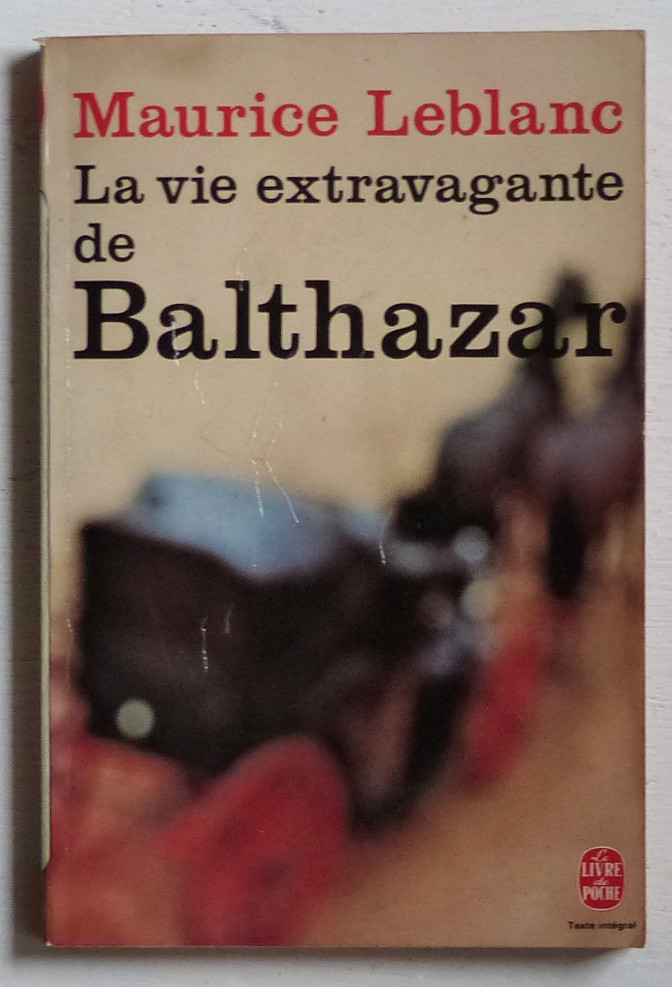 Maurice Leblanc
La vie extravagante
de
Balthazar
Le
LIVRE
de
POCHE
Texte intégral